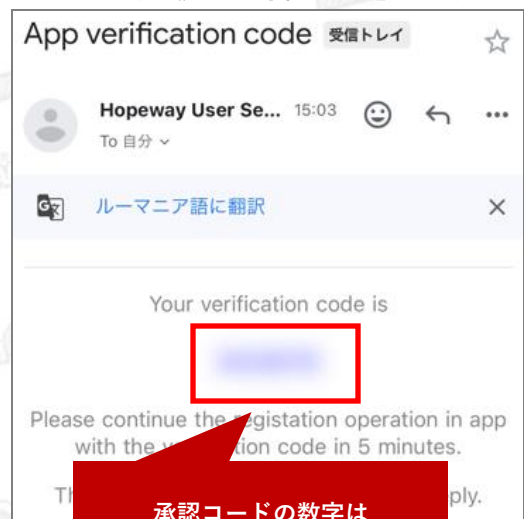 App verification code 受信トレイ
Hopeway User Se... 15:03
To 自分
ルーマニア語に翻訳
Your verification code is
Please continue the registation operation in app
with the tion code in 5 minutes.
ply.
承認コードの数字は